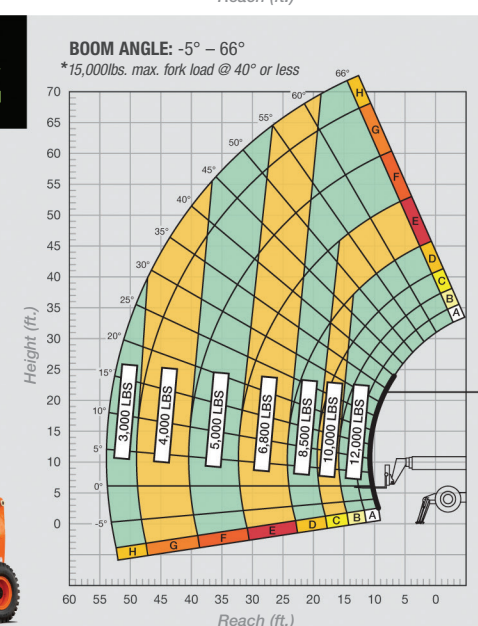 Reach (ft.)
BOOM ANGLE: -5° – 66°
*15,000lbs. max. fork load @ 40° or less
Height (ft.)
70
65
60
55
50
45
40
35
30
25
20
15
10
5
0
66°
60°
55°
50°
45°
40°
35°
30°
25°
20°
15°
10°
5°
0°
-5°
H
G
F
E
D
C
B
A
3,000 LBS
4,000 LBS
5,000 LBS
6,800 LBS
8,500 LBS
10,000 LBS
12,000 LBS
H G F E D C B A
60 55 50 45 40 35 30 25 20 15 10 5 0
Reach (ft.)